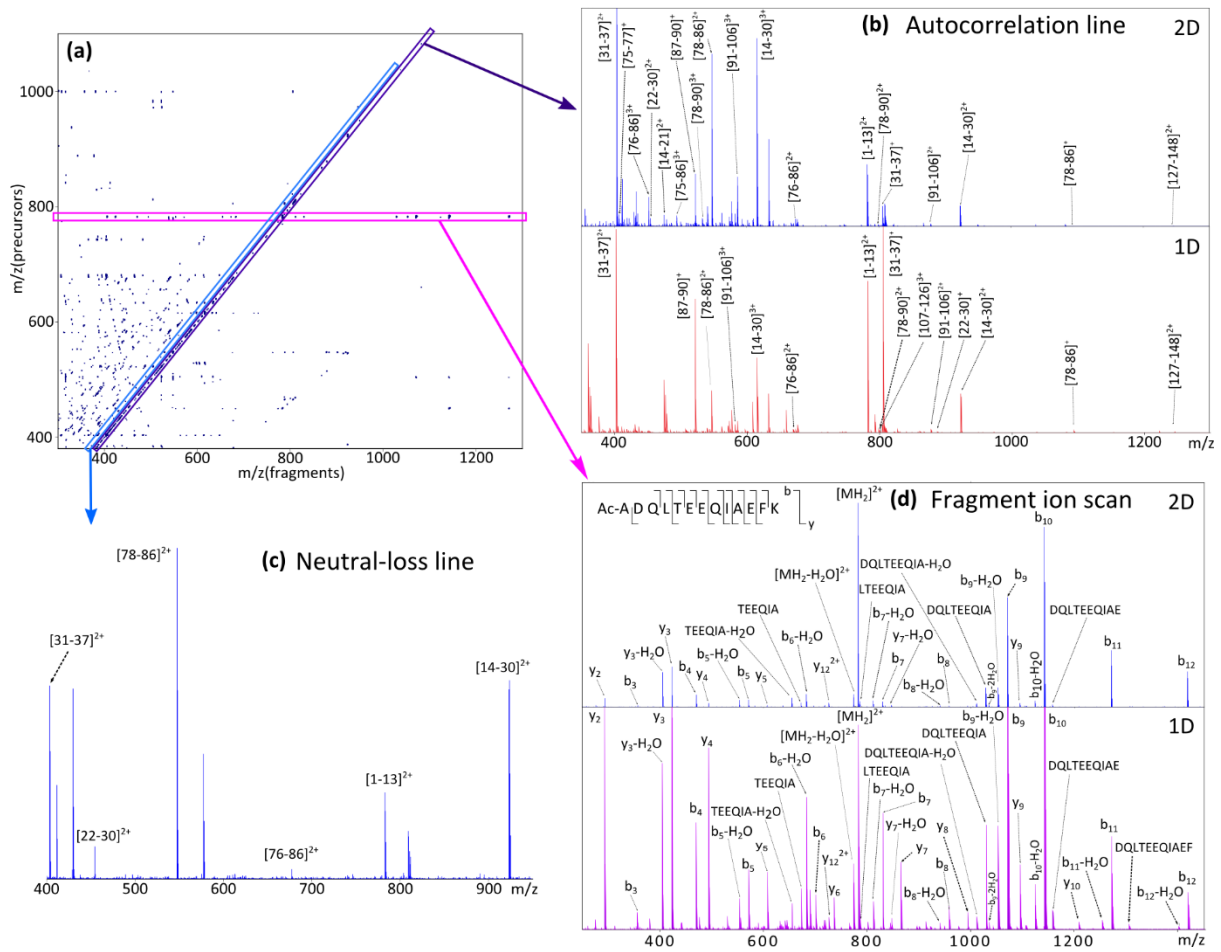 (a)
1000
800
600
400
m/z(precursors)
400
600
800
1000
1200
m/z(fragments)
(b) Autocorrelation line
2D
[31-37]²⁺
[75-77]⁺
[76-86]³⁺
[22-30]²⁺
[14-21]²⁺
[75-86]³⁺
[87-90]⁺
[78-90]³⁺
[78-86]²⁺
[91-106]³⁺
[14-30]³⁺
[76-86]²⁺
[1-13]²⁺
[78-90]²⁺
[31-37]⁺
[91-106]²⁺
[14-30]²⁺
[78-86]⁺
[127-148]²⁺
1D
[31-37]²⁺
[87-90]⁺
[78-86]²⁺
[91-106]³⁺
[14-30]³⁺
[76-86]²⁺
[1-13]²⁺
[31-37]⁺
[78-90]²⁺
[107-126]³⁺
[91-106]²⁺
[22-30]⁺
[14-30]²⁺
[78-86]⁺
[127-148]²⁺
400
600
800
1000
1200
m/z
(c) Neutral-loss line
[31-37]²⁺
[22-30]²⁺
[78-86]²⁺
[76-86]²⁺
[1-13]²⁺
[14-30]²⁺
400
500
600
700
800
900
m/z
(d) Fragment ion scan
2D
Ac-A D Q L T E E Q I A E F K
b
y
y₂
b₃
y₃-H₂O
y₃
b₄
y₄
b₅-H₂O
b₅
y₅
TEEQIA-H₂O
TEEQIA
b₆-H₂O
y₁₂²⁺
[MH₂-H₂O]²⁺
[MH₂]²⁺
LTEEQIA
b₇-H₂O
y₇-H₂O
b₇
b₈-H₂O
b₈
DQLTEEQIA-H₂O
DQLTEEQIA
b₉-2H₂O
b₉-H₂O
b₉
y₉
b₁₀-H₂O
b₁₀
DQLTEEQIAE
b₁₁
b₁₂
1D
y₂
b₃
y₃-H₂O
y₃
b₄
y₄
b₅-H₂O
b₅
y₅
TEEQIA-H₂O
TEEQIA
b₆-H₂O
b₆
y₁₂²⁺
y₆
[MH₂-H₂O]²⁺
[MH₂]²⁺
LTEEQIA
b₇-H₂O
b₇
y₇-H₂O
y₇
b₈-H₂O
b₈
y₈
DQLTEEQIA-H₂O
DQLTEEQIA
b₉-2H₂O
b₉-H₂O
b₉
y₉
b₁₀-H₂O
b₁₀
DQLTEEQIAE
y₁₀
b₁₁-H₂O
b₁₁
DQLTEEQIAEF
b₁₂-H₂O
b₁₂
400
600
800
1000
1200
m/z